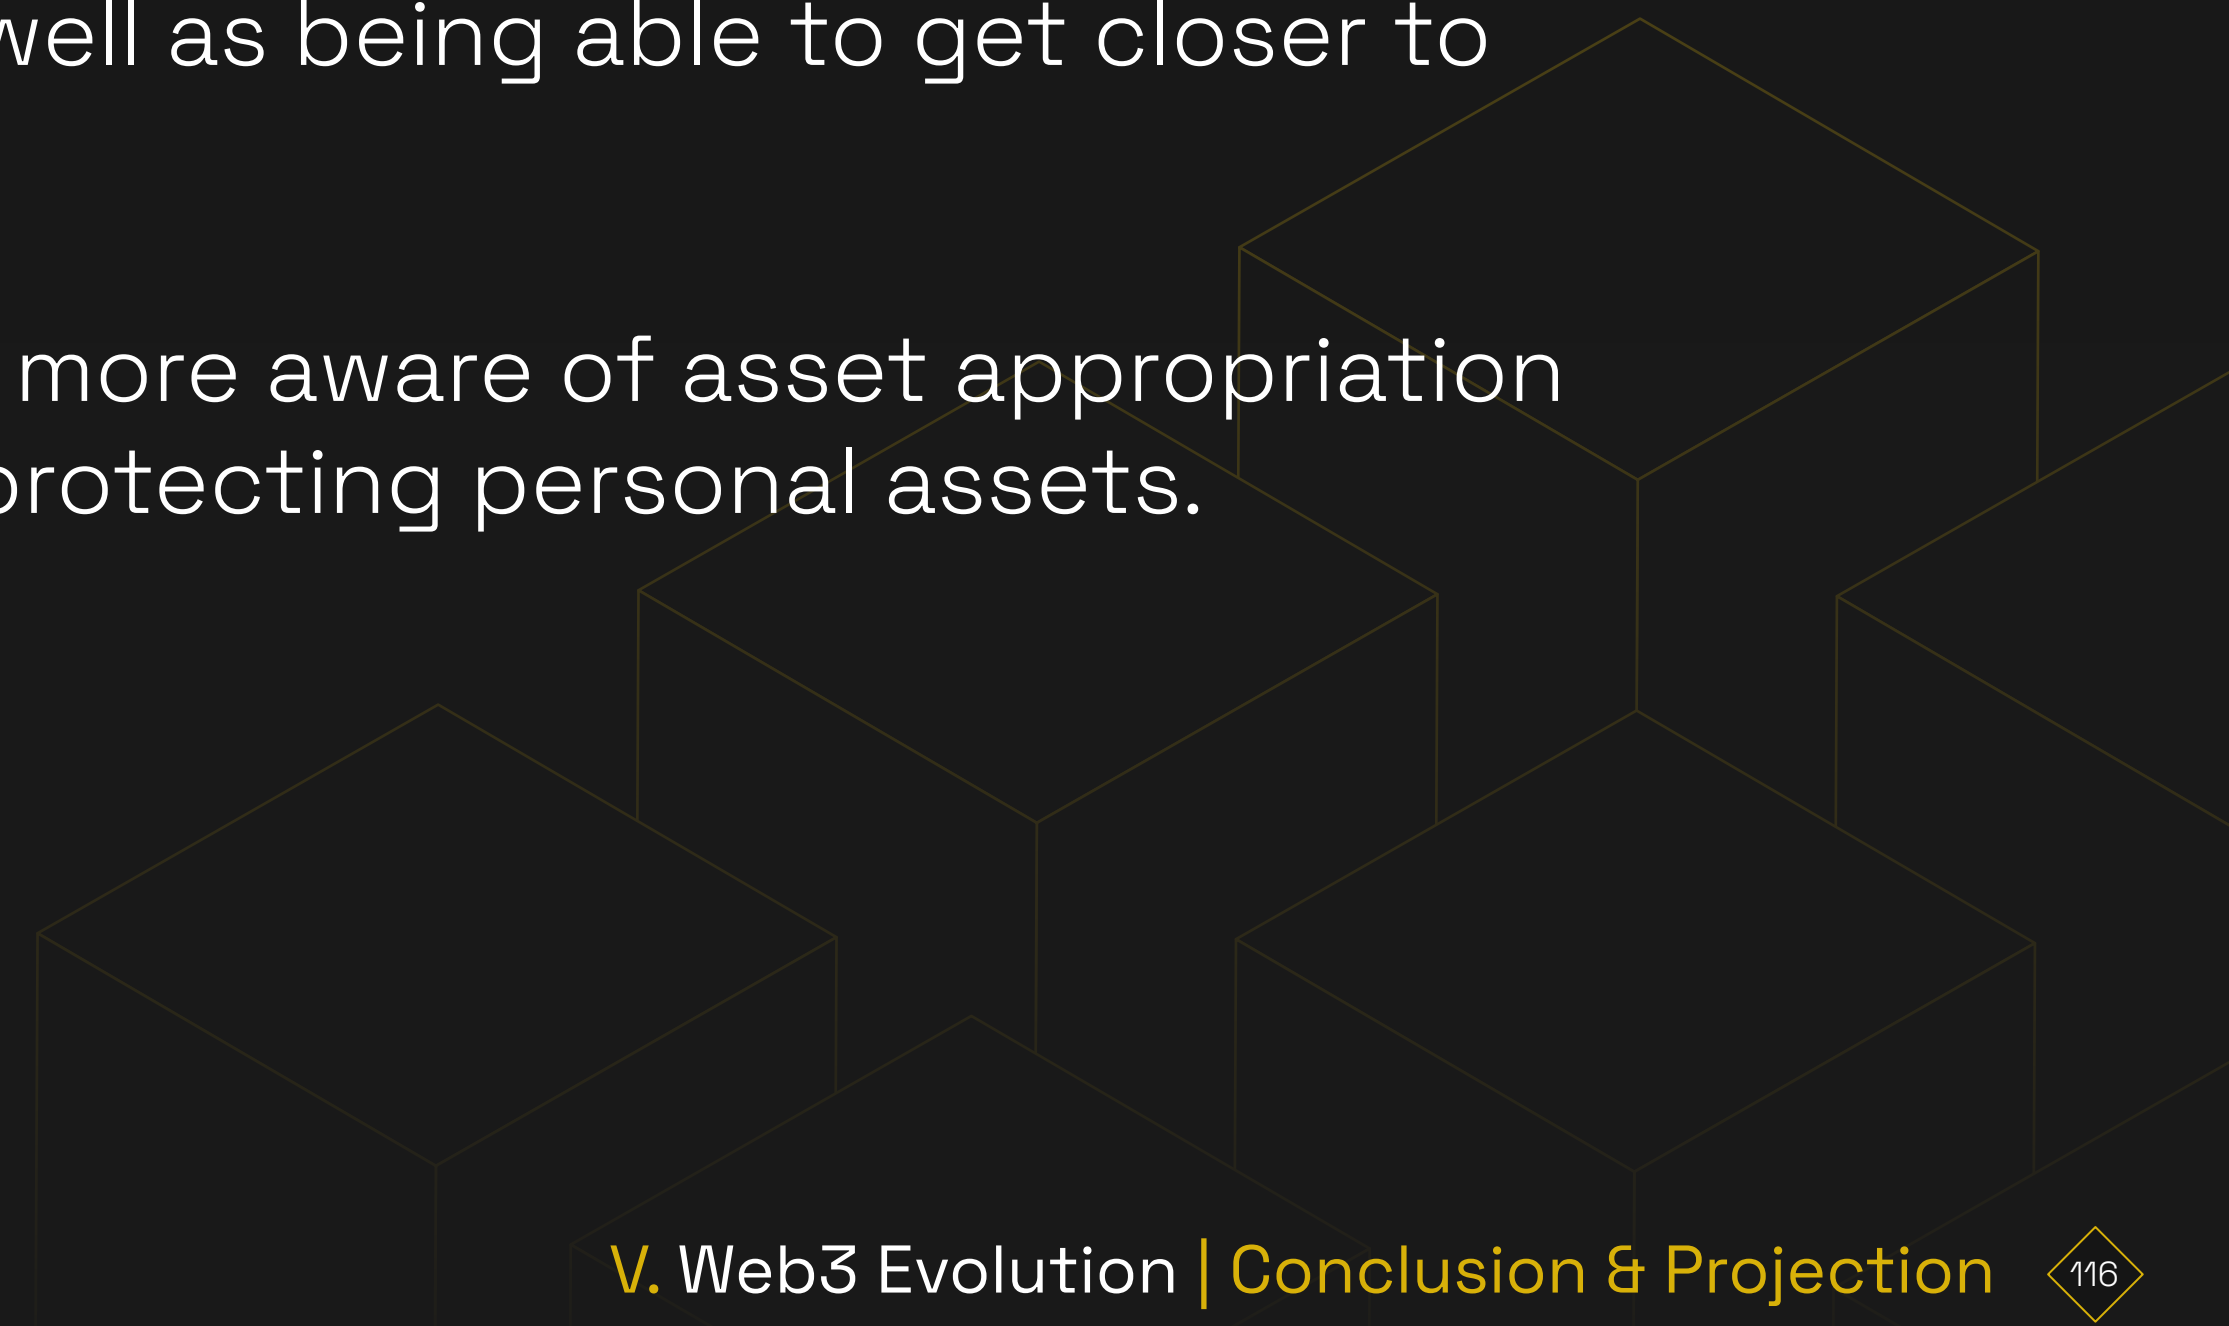 well as being able to get closer to
more aware of asset appropriation
protecting personal assets.
V. Web3 Evolution | Conclusion & Projection
116